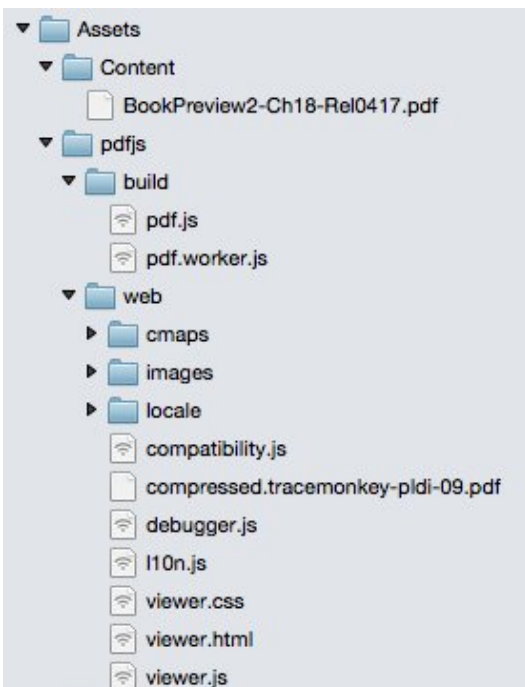 Assets
Content
BookPreview2-Ch18-Rel0417.pdf
pdfjs
build
pdf.js
pdf.worker.js
web
cmaps
images
locale
compatibility.js
compressed.tracemonkey-pldi-09.pdf
debugger.js
l10n.js
viewer.css
viewer.html
viewer.js